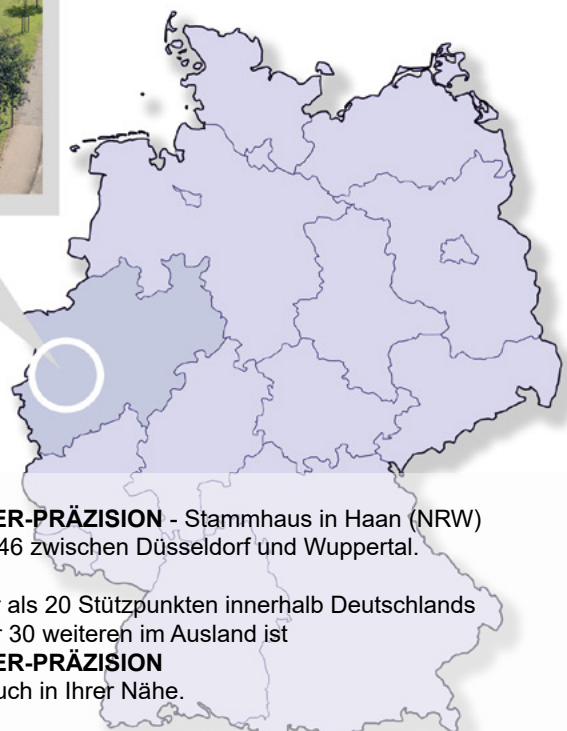 ER-PRÄZISION - Stammhaus in Haan (NRW)
46 zwischen Düsseldorf und Wuppertal.
als 20 Stützpunkten innerhalb Deutschlands
30 weiteren im Ausland ist
ER-PRÄZISION
uch in Ihrer Nähe.